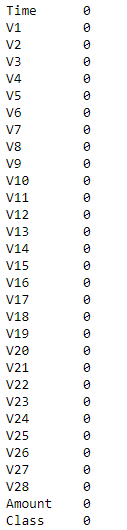 Time 0
V1 0
V2 0
V3 0
V4 0
V5 0
V6 0
V7 0
V8 0
V9 0
V10 0
V11 0
V12 0
V13 0
V14 0
V15 0
V16 0
V17 0
V18 0
V19 0
V20 0
V21 0
V22 0
V23 0
V24 0
V25 0
V26 0
V27 0
V28 0
Amount 0
Class 0